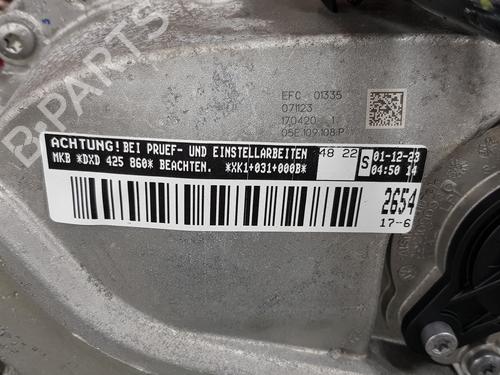 B-PARTS
EFC 01335
071123
170420 1
05E.109.108.P
ACHTUNG! BEI PRUEF- UND EINSTELLARBEITEN
MKB *DXD 425 860* BEACHTEN. *XK1+031+000B*
48 22
S
01-12-23
04:50 14
2654
17-6